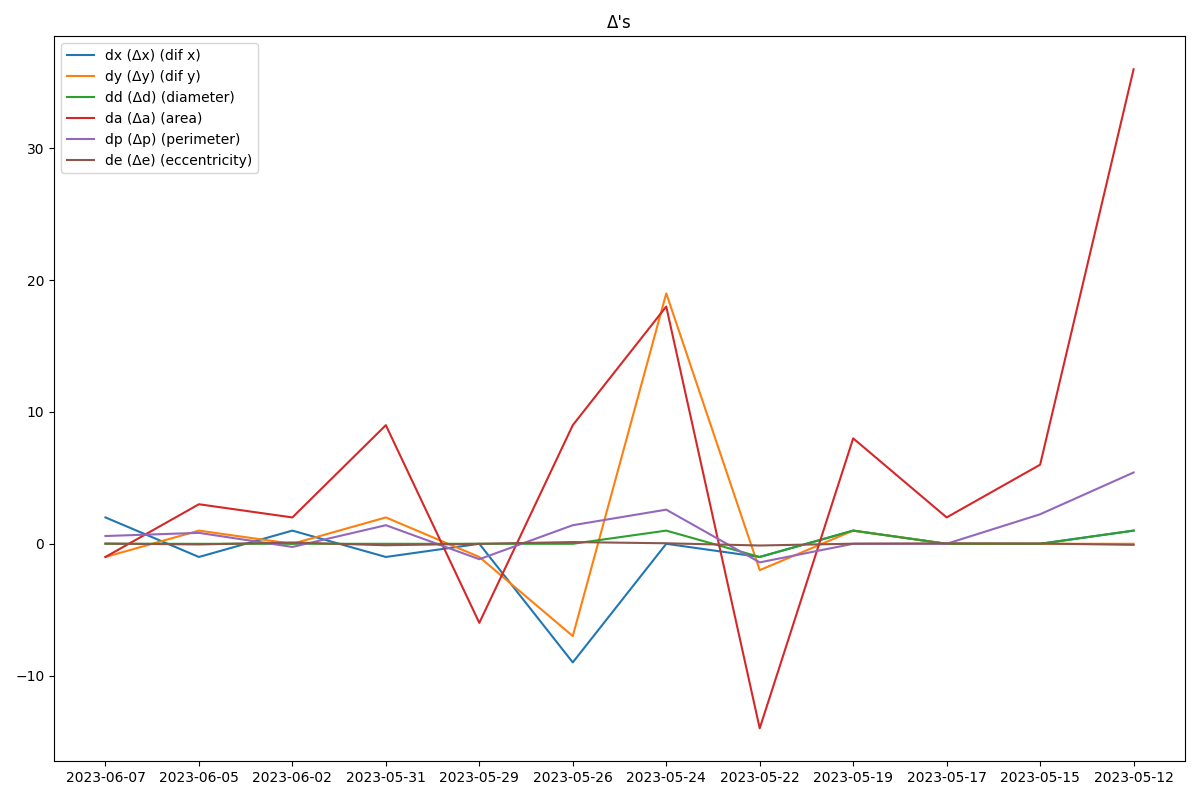 Δ's
dx (Δx) (dif x)
dy (Δy) (dif y)
dd (Δd) (diameter)
da (Δa) (area)
dp (Δp) (perimeter)
de (Δe) (eccentricity)
30
20
10
0
−10
2023-06-07 2023-06-05 2023-06-02 2023-05-31 2023-05-29 2023-05-26 2023-05-24 2023-05-22 2023-05-19 2023-05-17 2023-05-15 2023-05-12